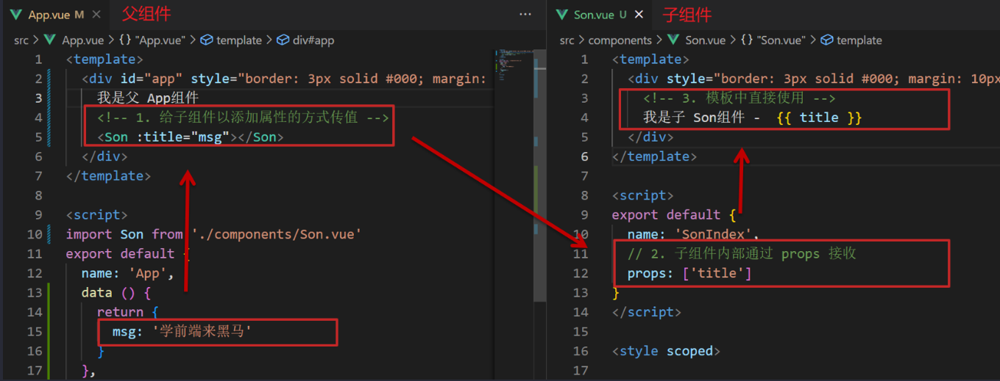 App.vue M
父组件
src > App.vue > {} "App.vue" > template > div#app
1 <template>
2 <div id="app" style="border: 3px solid #000; margin:
3 我是父 App组件
4 <!-- 1. 给子组件以添加属性的方式传值 -->
5 <Son :title="msg"></Son>
6 </div>
7 </template>
8
9 <script>
10 import Son from './components/Son.vue'
11 export default {
12 name: 'App',
13 data () {
14 return {
15 msg: '学前端来黑马'
16 }
17 },
Son.vue U
子组件
src > components > Son.vue > {} "Son.vue" > template
1 <template>
2 <div style="border: 3px solid #000; margin: 10px
3 <!-- 3. 模板中直接使用 -->
4 我是子 Son组件 - {{ title }}
5 </div>
6 </template>
7
8 <script>
9 export default {
10 name: 'SonIndex',
11 // 2. 子组件内部通过 props 接收
12 props: ['title']
13 }
14 </script>
15
16 <style scoped>
17